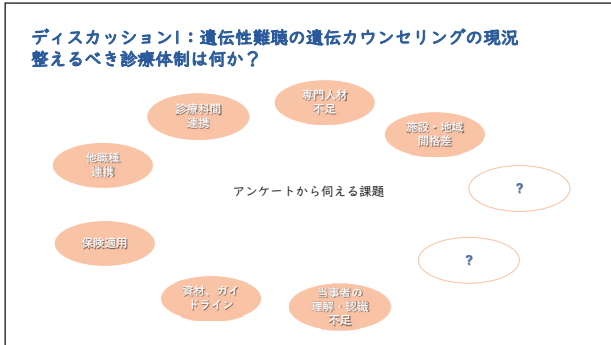 ディスカッションI：遺伝性難聴の遺伝カウンセリングの現況
整えるべき診療体制は何か？
専門人材
不足
診療科間
連携
施設・地域
間格差
他職種
連携
?
アンケートから伺える課題
保険適用
?
資材、ガイ
ドライン
当事者の
理解・認識
不足